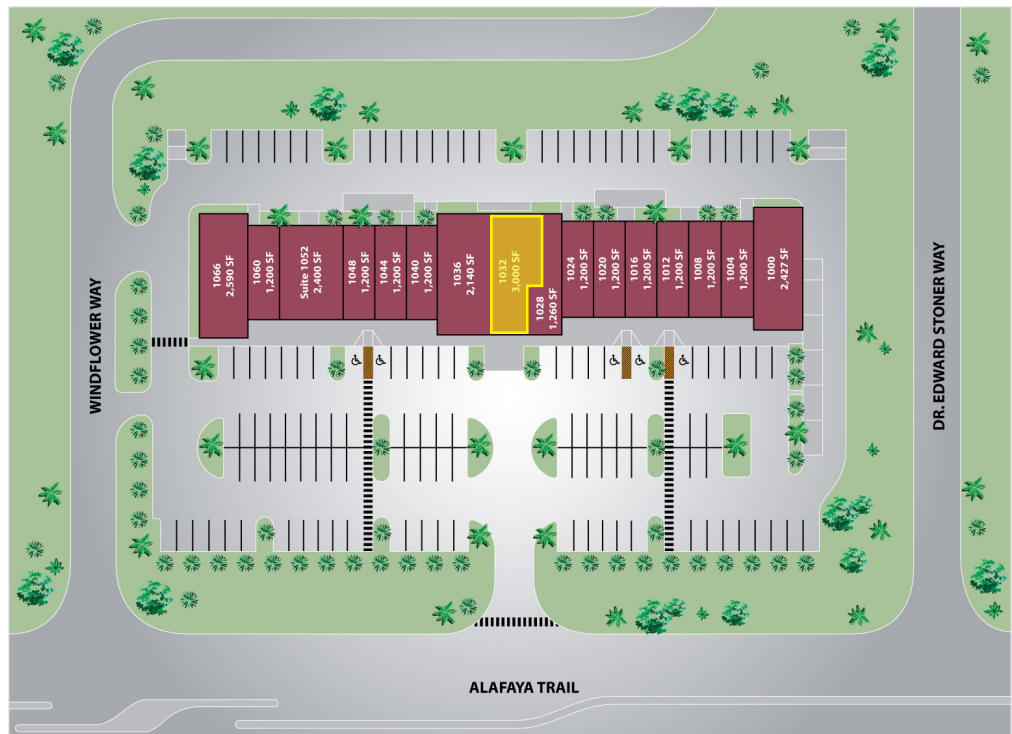 1066
2,590 SF
1060
1,200 SF
Suite 1052
2,400 SF
1048
1,200 SF
1044
1,200 SF
1040
1,200 SF
1036
2,140 SF
1032
3,000 SF
1028
1,260 SF
1024
1,200 SF
1020
1,200 SF
1016
1,200 SF
1012
1,200 SF
1008
1,200 SF
1004
1,200 SF
1000
2,427 SF
WINDFLOWER WAY
DR. EDWARD STONER WAY
ALAFAYA TRAIL